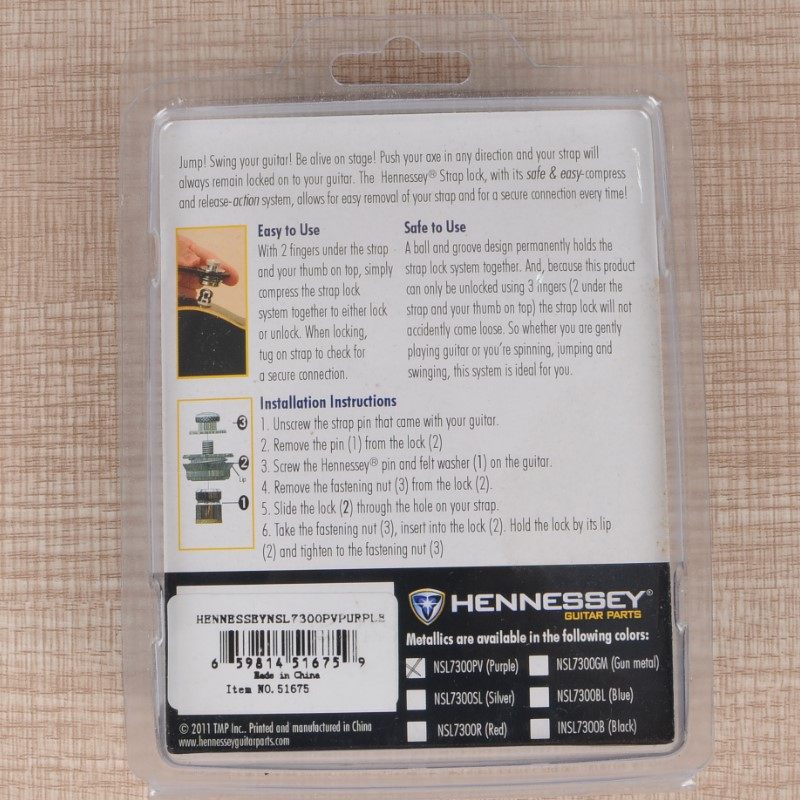 Jump! Swing your guitar! Be alive on stage! Push your axe in any direction and your strap will
always remain locked on to your guitar. The Hennessey® Strap lock, with its safe & easy-compress
and release-action system, allows for easy removal of your strap and for a secure connection every time!
Easy to Use
With 2 fingers under the strap
and your thumb on top, simply
compress the strap lock
system together to either lock
or unlock. When locking,
tug on strap to check for
a secure connection.
Safe to Use
A ball and groove design permanently holds the
strap lock system together. And, because this product
can only be unlocked using 3 fingers (2 under the
strap and your thumb on top) the strap lock will not
accidently come loose. So whether you are gently
playing guitar or you're spinning, jumping and
swinging, this system is ideal for you.
3
2
Lip
1
Installation Instructions
1. Unscrew the strap pin that came with your guitar.
2. Remove the pin (1) from the lock (2)
3. Screw the Hennessey® pin and felt washer (1) on the guitar.
4. Remove the fastening nut (3) from the lock (2).
5. Slide the lock (2) through the hole on your strap.
6. Take the fastening nut (3), insert into the lock (2). Hold the lock by its lip
(2) and tighten to the fastening nut (3)
HENNESSEYNSL7300PVPURPLE
6 59814 51675 9
Made in China
Item NO. 51675
© 2011 TMP Inc.. Printed and manufactured in China
www.hennesseyguitarparts.com
HENNESSEY®
GUITAR PARTS
Metallics are available in the following colors:
NSL7300PV (Purple) NSL7300GM (Gun metal)
NSL7300SL (Silver) NSL7300BL (Blue)
NSL7300R (Red) INSL7300B (Black)